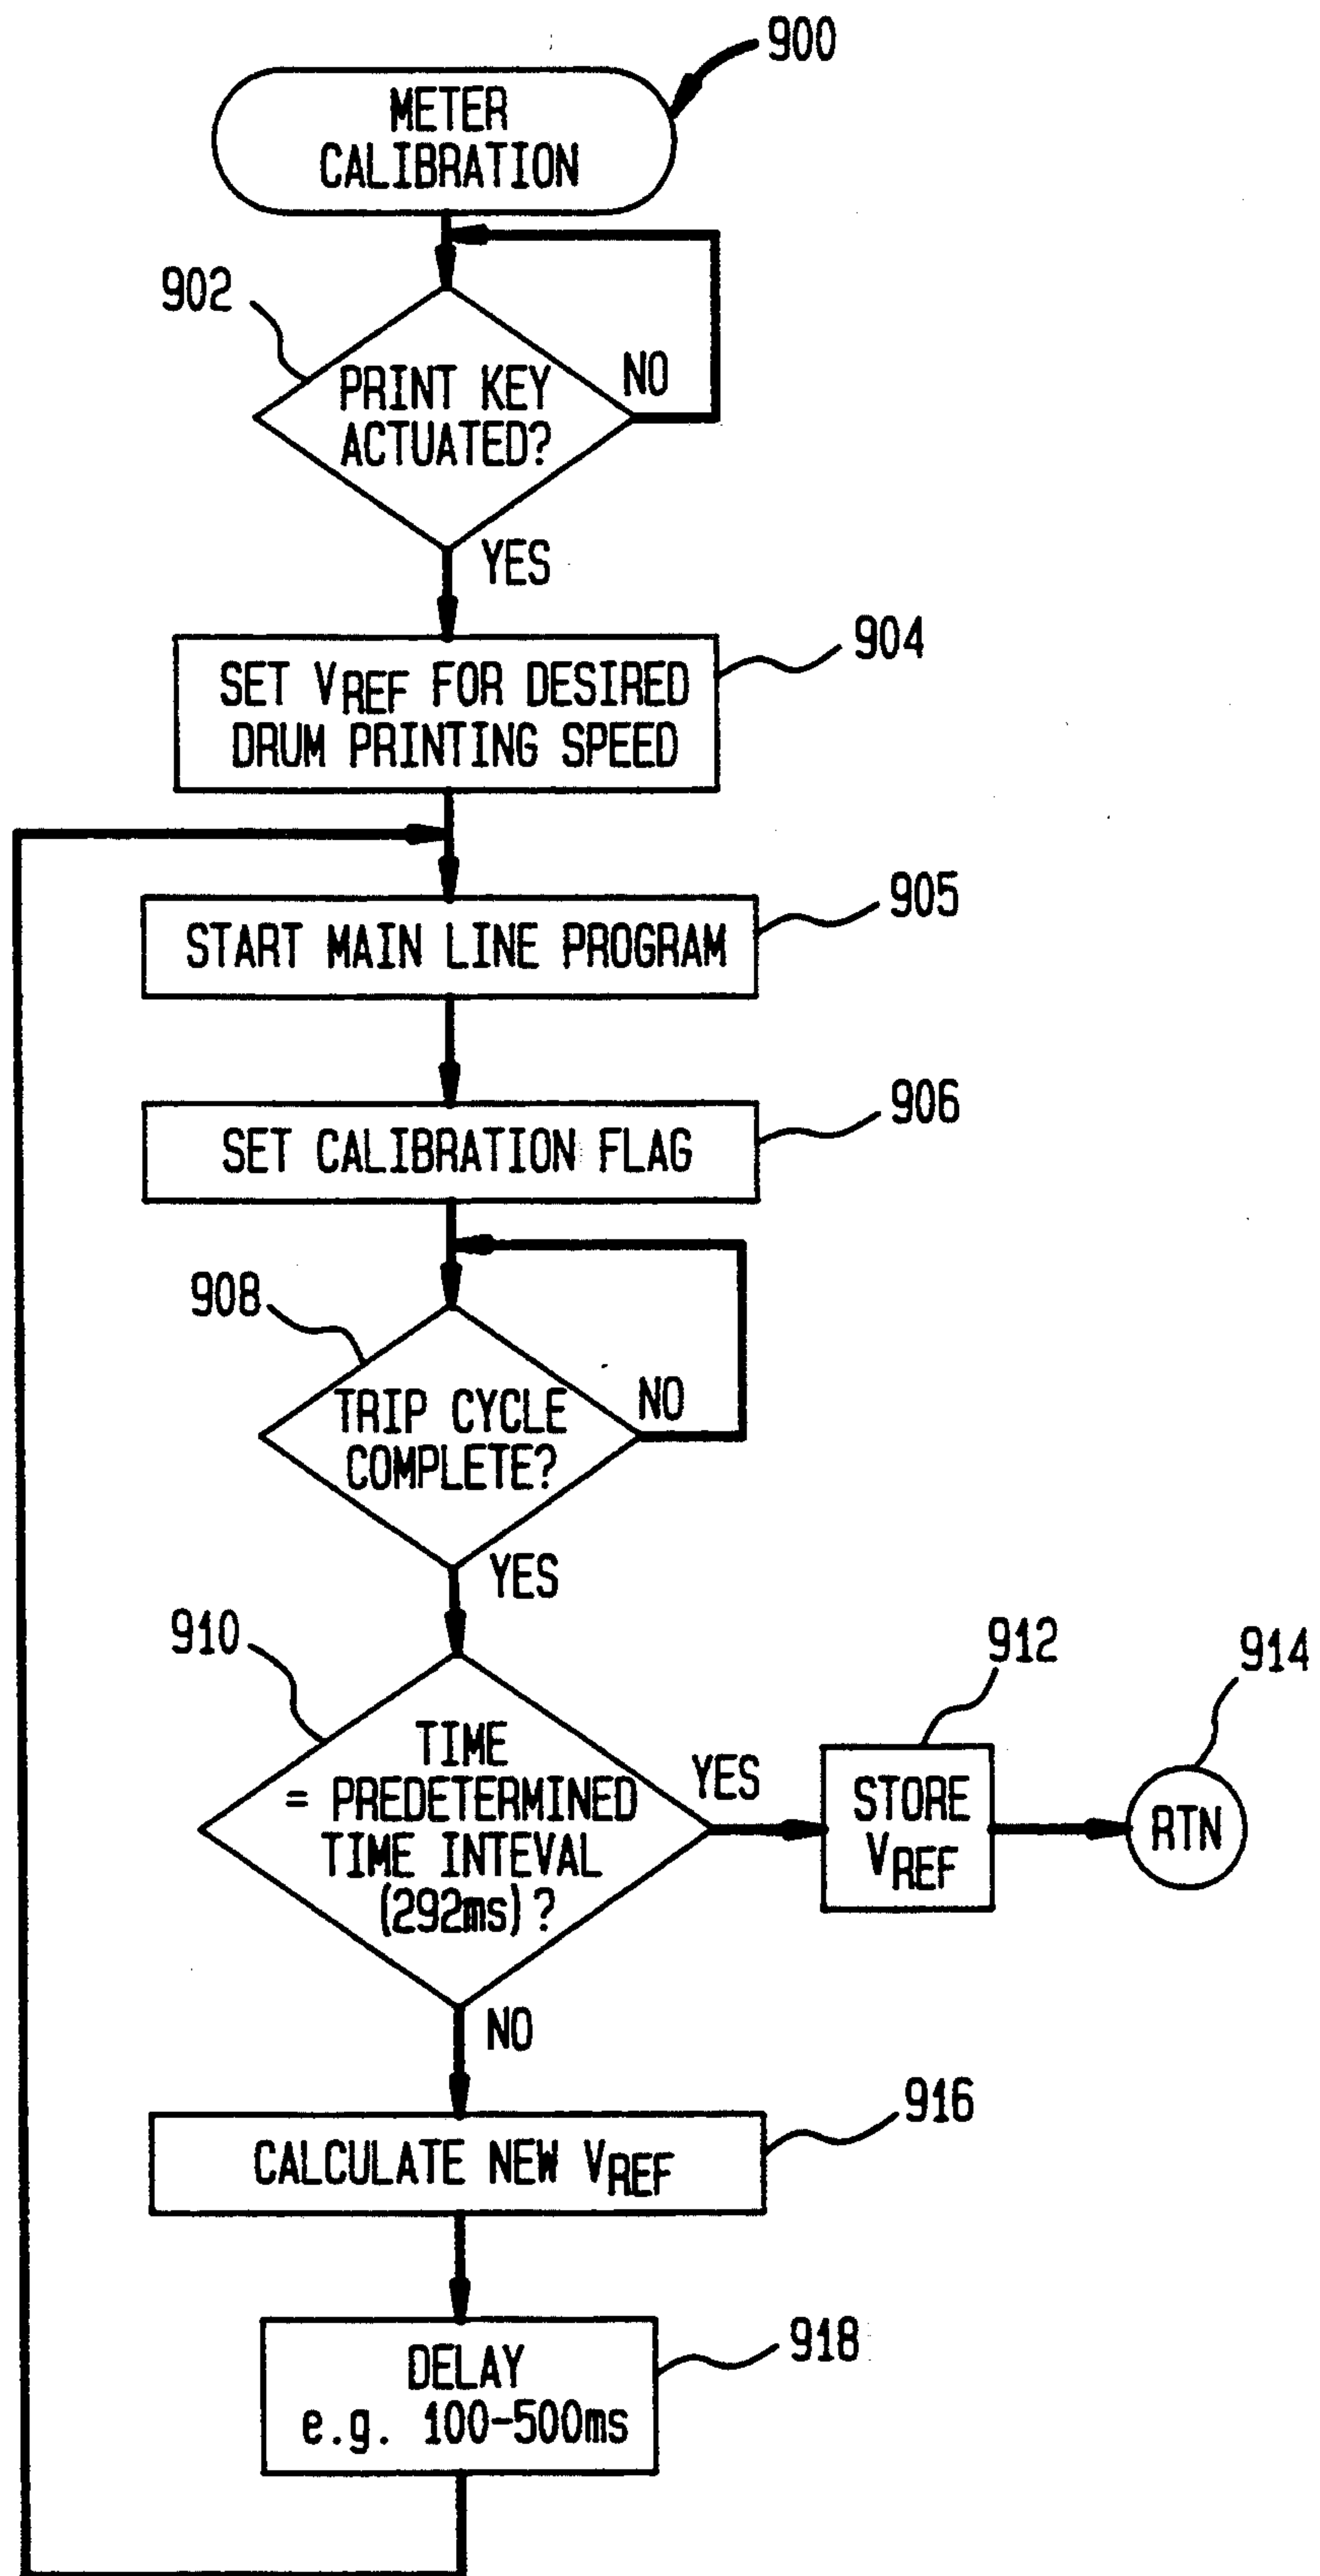 900
METER
CALIBRATION
902
PRINT KEY
ACTUATED?
NO
YES
904
SET VREF FOR DESIRED
DRUM PRINTING SPEED
905
START MAIN LINE PROGRAM
906
SET CALIBRATION FLAG
908
TRIP CYCLE
COMPLETE?
NO
YES
910
TIME
= PREDETERMINED
TIME INTEVAL
(292ms)?
YES
912
STORE
VREF
914
RTN
NO
916
CALCULATE NEW VREF
918
DELAY
e.g. 100-500ms